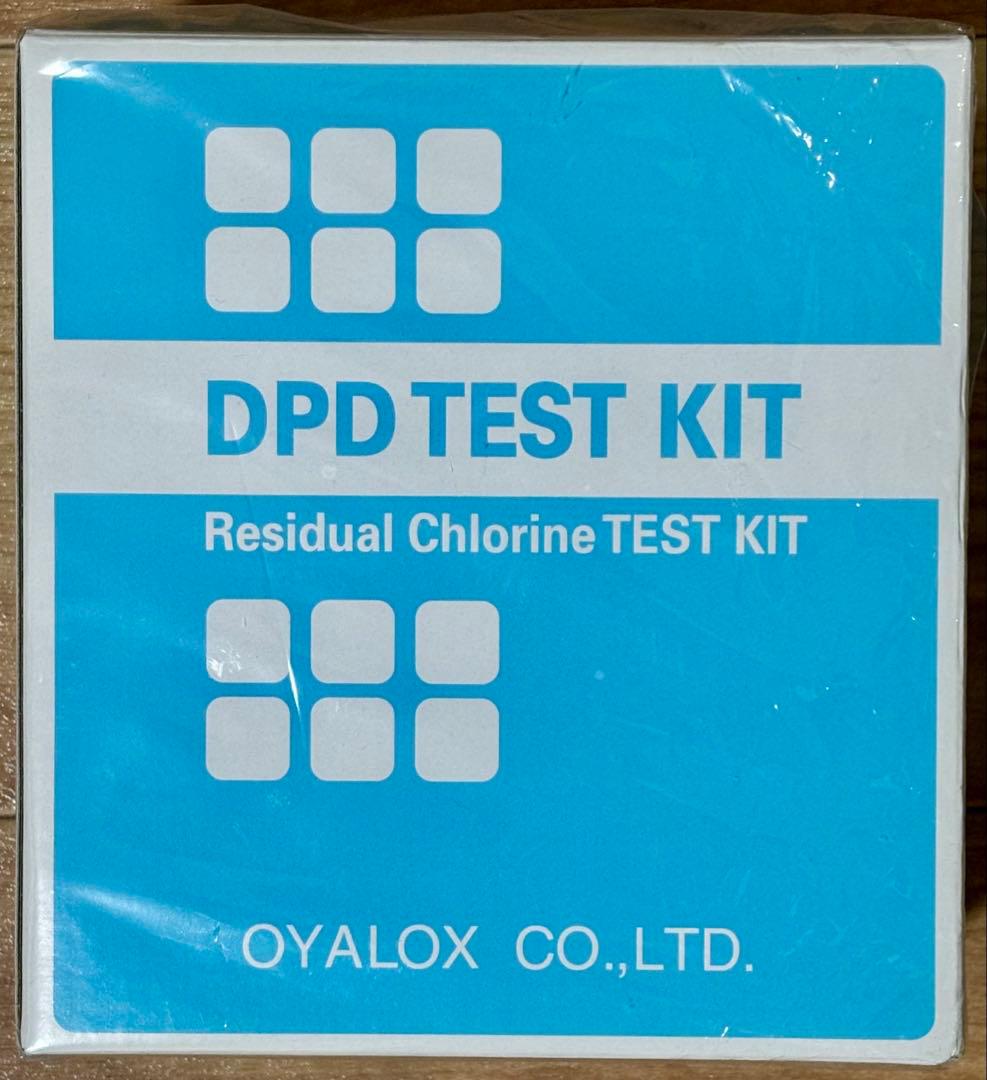 DPD TEST KIT
Residual Chlorine TEST KIT
OYALOX CO.,LTD.